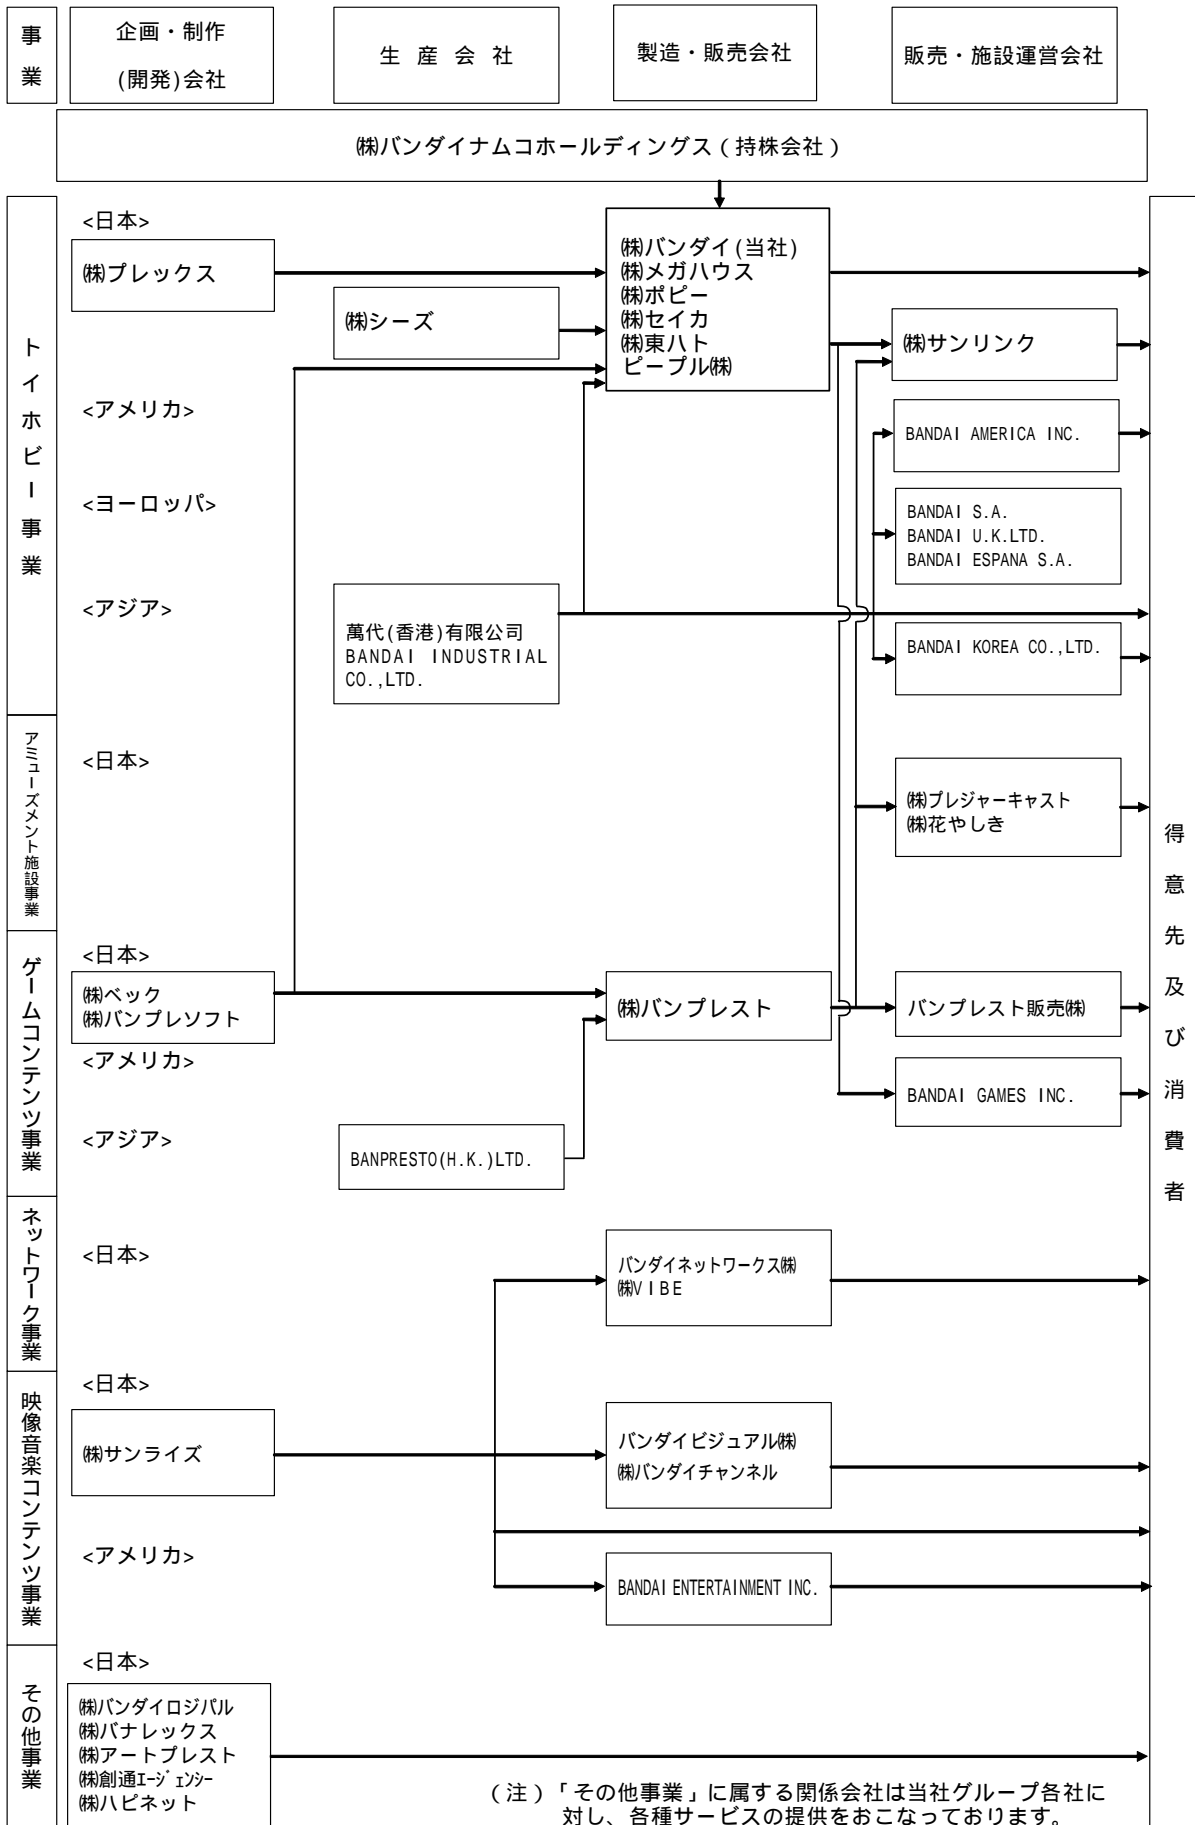 事業
企画・制作
(開発)会社
生産会社
製造・販売会社
販売・施設運営会社
㈱バンダイナムコホールディングス（持株会社）
トイホビー事業
<日本>
㈱プレックス
㈱シーズ
㈱バンダイ(当社)
㈱メガハウス
㈱ポピー
㈱セイカ
㈱東ハト
ピープル㈱
㈱サンリンク
<アメリカ>
BANDAI AMERICA INC.
<ヨーロッパ>
BANDAI S.A.
BANDAI U.K.LTD.
BANDAI ESPANA S.A.
<アジア>
萬代(香港)有限公司
BANDAI INDUSTRIAL
CO.,LTD.
BANDAI KOREA CO.,LTD.
アミューズメント施設事業
<日本>
㈱プレジャーキャスト
㈱花やしき
得意先及び消費者
ゲームコンテンツ事業
<日本>
㈱ベック
㈱バンプレソフト
㈱バンプレスト
バンプレスト販売㈱
<アメリカ>
BANDAI GAMES INC.
<アジア>
BANPRESTO(H.K.)LTD.
ネットワーク事業
<日本>
バンダイネットワークス㈱
㈱VIBE
映像音楽コンテンツ事業
<日本>
㈱サンライズ
バンダイビジュアル㈱
㈱バンダイチャンネル
<アメリカ>
BANDAI ENTERTAINMENT INC.
その他事業
<日本>
㈱バンダイロジパル
㈱バナレックス
㈱アートプレスト
㈱創通ｴｰｼﾞｪﾝｼｰ
㈱ハピネット
（注）「その他事業」に属する関係会社は当社グループ各社に
対し、各種サービスの提供をおこなっております。